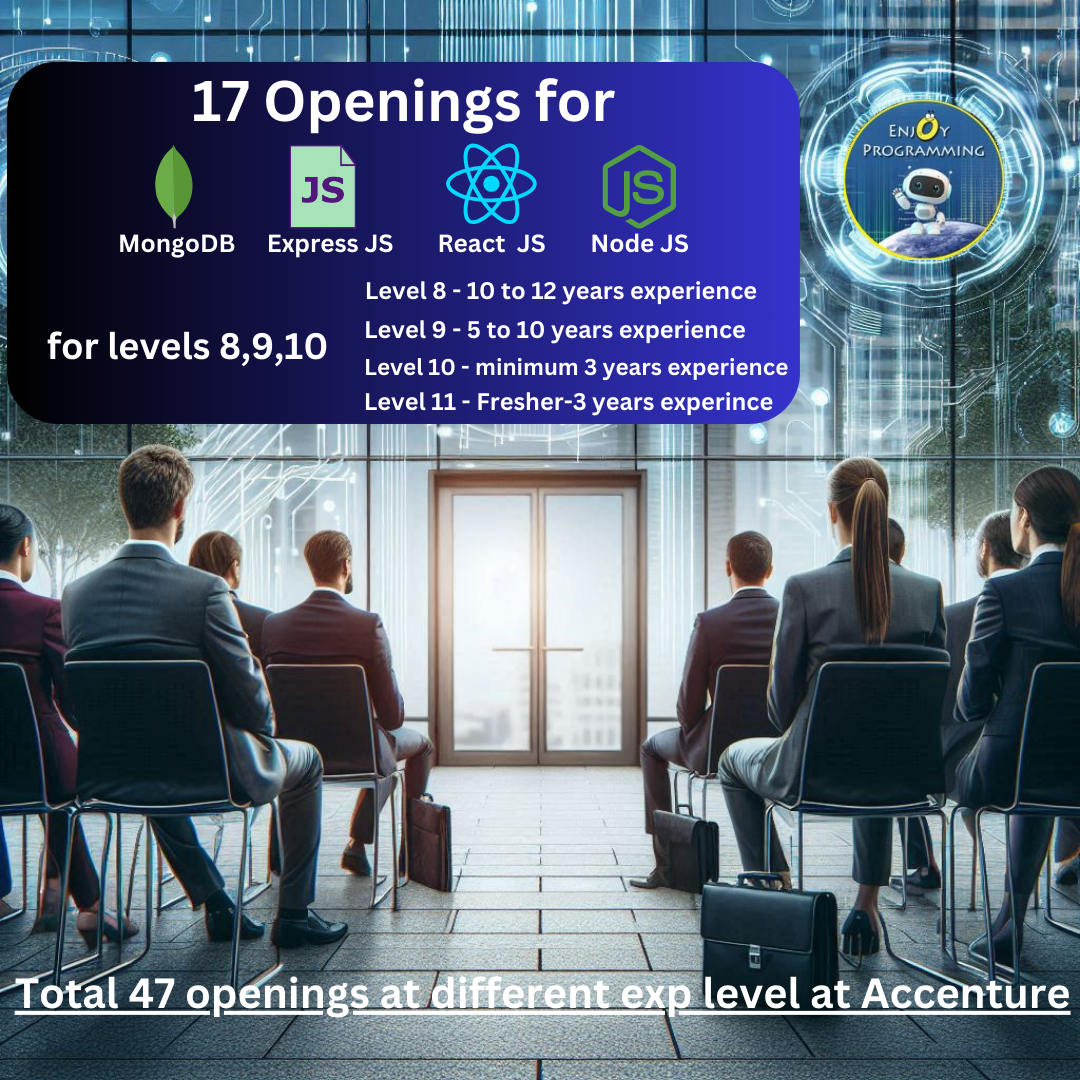 17 Openings for
JS
JS
MongoDB Express JS React JS Node JS
for levels 8,9,10
Level 8 - 10 to 12 years experience
Level 9 - 5 to 10 years experience
Level 10 - minimum 3 years experience
Level 11 - Fresher-3 years experince
Enjoy
Programming
Total 47 openings at different exp level at Accenture